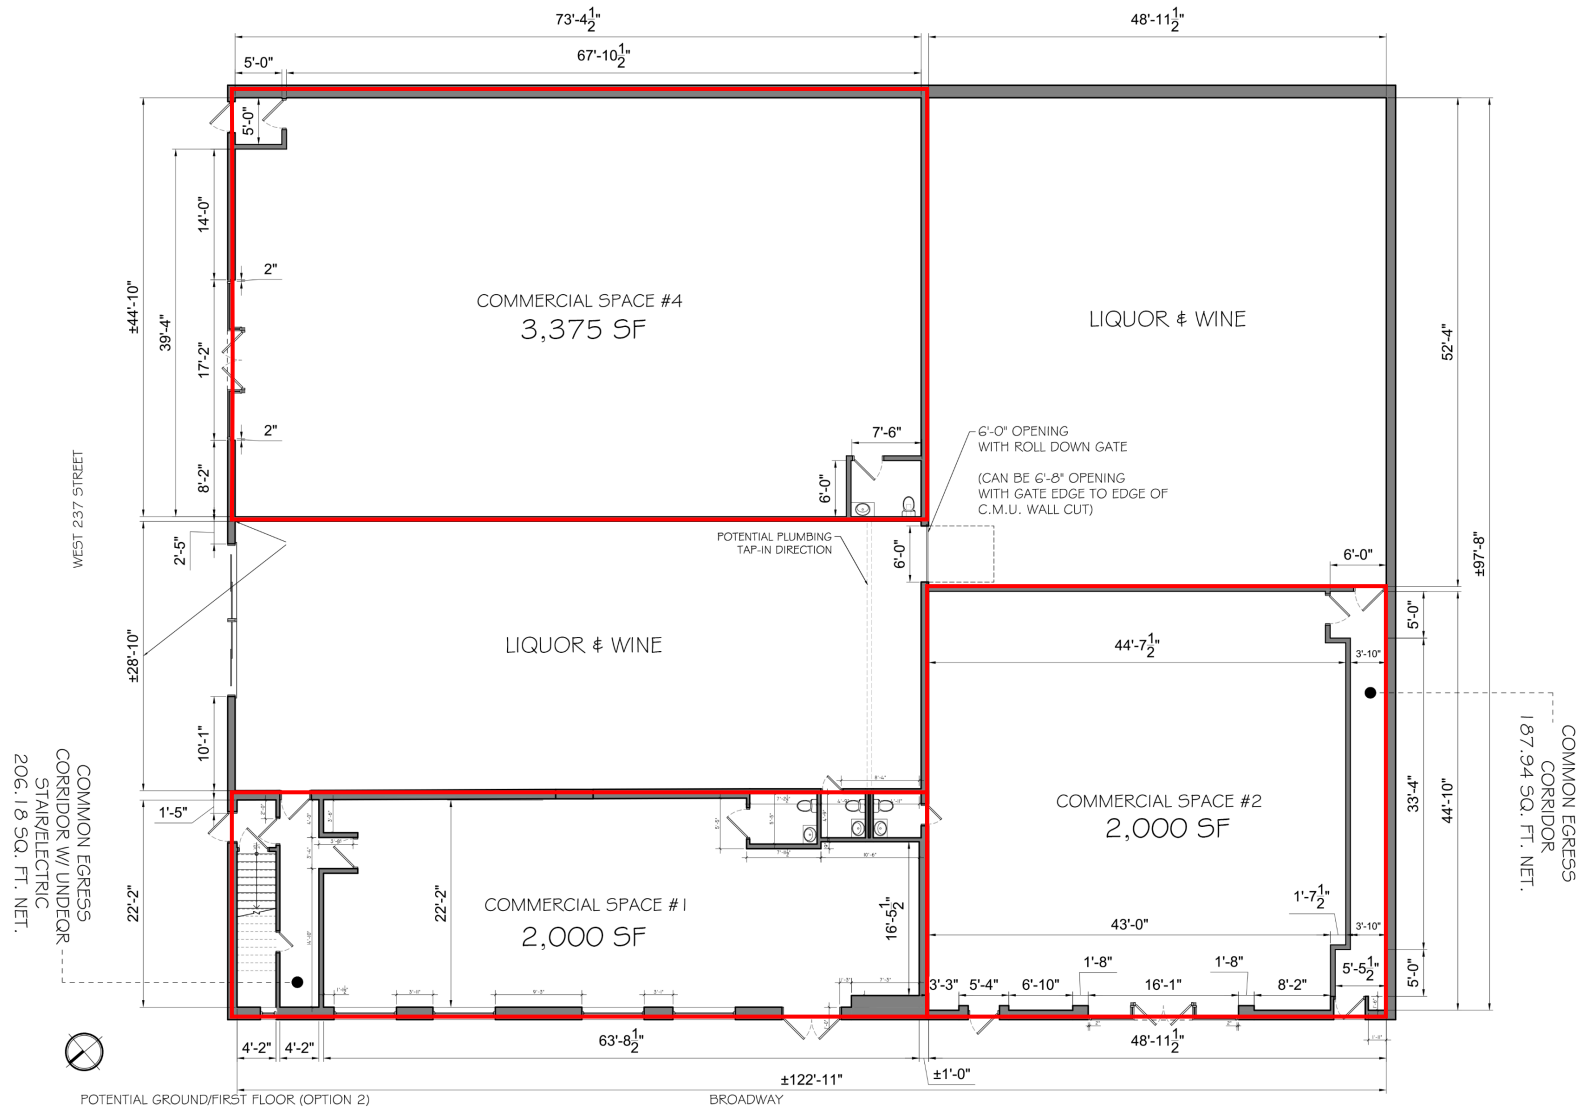 73'-4 1/2"
48'-11 1/2"
67'-10 1/2"
5'-0"
5'-0"
14'-0"
2"
±44'-10"
39'-4"
17'-2"
2"
8'-2"
COMMERCIAL SPACE #4
3,375 SF
LIQUOR & WINE
52'-4"
±97'-8"
7'-6"
6'-0"
6'-0" OPENING
WITH ROLL DOWN GATE
(CAN BE 6'-8" OPENING
WITH GATE EDGE TO EDGE OF
C.M.U. WALL CUT)
WEST 237 STREET
2'-5"
POTENTIAL PLUMBING
TAP-IN DIRECTION
6'-0"
6'-0"
5'-0"
±28'-10"
LIQUOR & WINE
44'-7 1/2"
3'-10"
10'-1"
COMMON EGRESS
CORRIDOR
187.94 SQ. FT. NET.
COMMON EGRESS
CORRIDOR W/ UNDEQR
STAIR/ELECTRIC
206.18 SQ. FT. NET.
1'-5"
COMMERCIAL SPACE #2
2,000 SF
33'-4"
44'-10"
22'-2"
22'-2"
COMMERCIAL SPACE #1
2,000 SF
16'-5 1/2"
1'-7 1/2"
43'-0"
3'-10"
3'-3"
5'-4"
6'-10"
1'-8"
16'-1"
1'-8"
8'-2"
5'-5 1/2"
5'-0"
4'-2"
4'-2"
63'-8 1/2"
48'-11 1/2"
±1'-0"
±122'-11"
POTENTIAL GROUND/FIRST FLOOR (OPTION 2)
BROADWAY